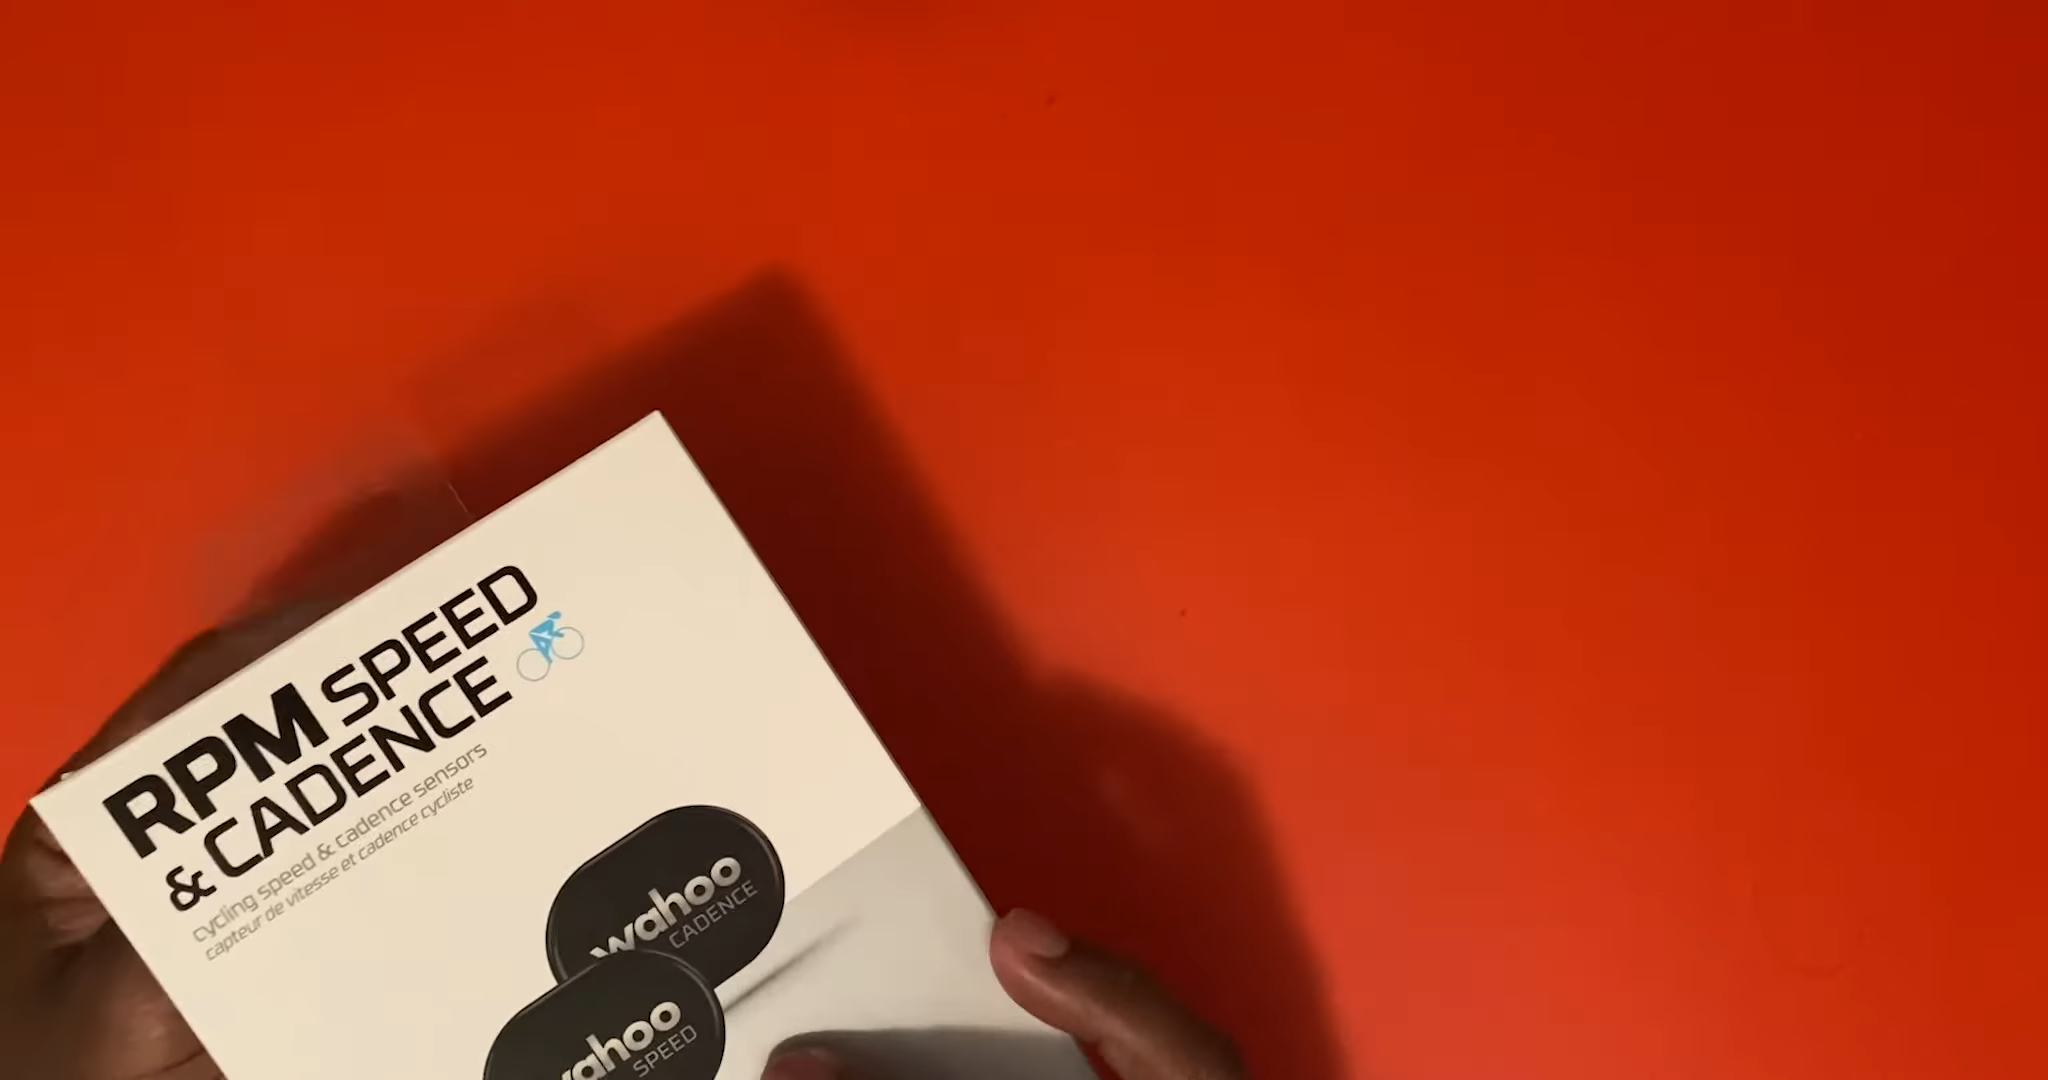 RPM SPEED
& CADENCE
cycling speed & cadence sensors
capteur de vitesse et cadence cycliste
wahoo
CADENCE
wahoo
SPEED